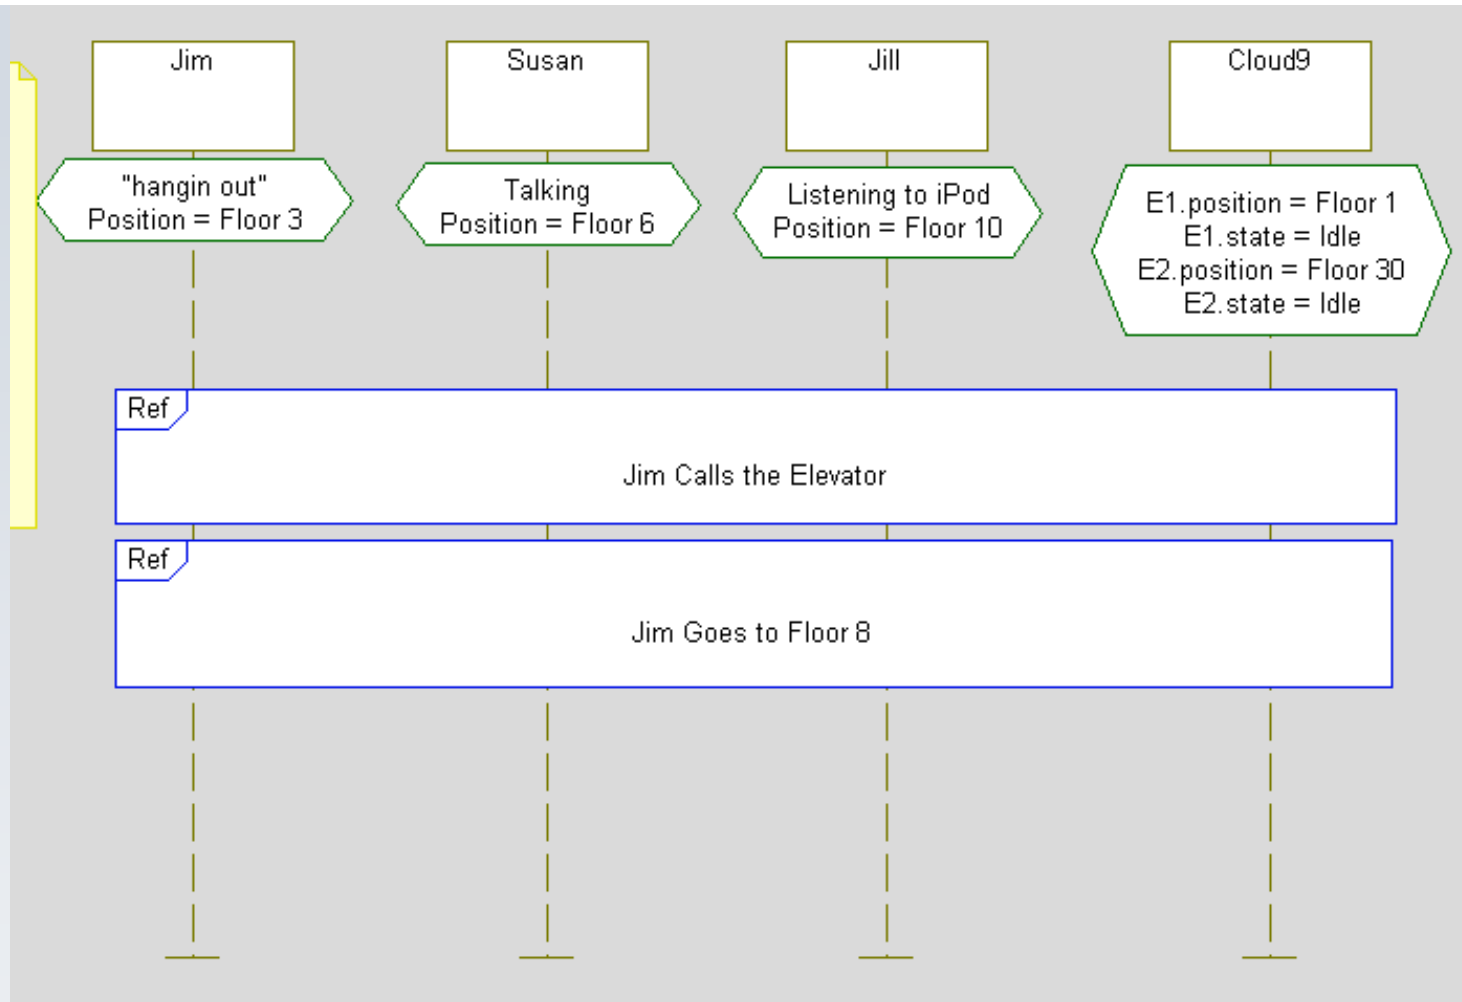 Jim
Susan
Jill
Cloud9
"hangin out"
Position = Floor 3
Talking
Position = Floor 6
Listening to iPod
Position = Floor 10
E1.position = Floor 1
E1.state = Idle
E2.position = Floor 30
E2.state = Idle
Ref
Jim Calls the Elevator
Ref
Jim Goes to Floor 8